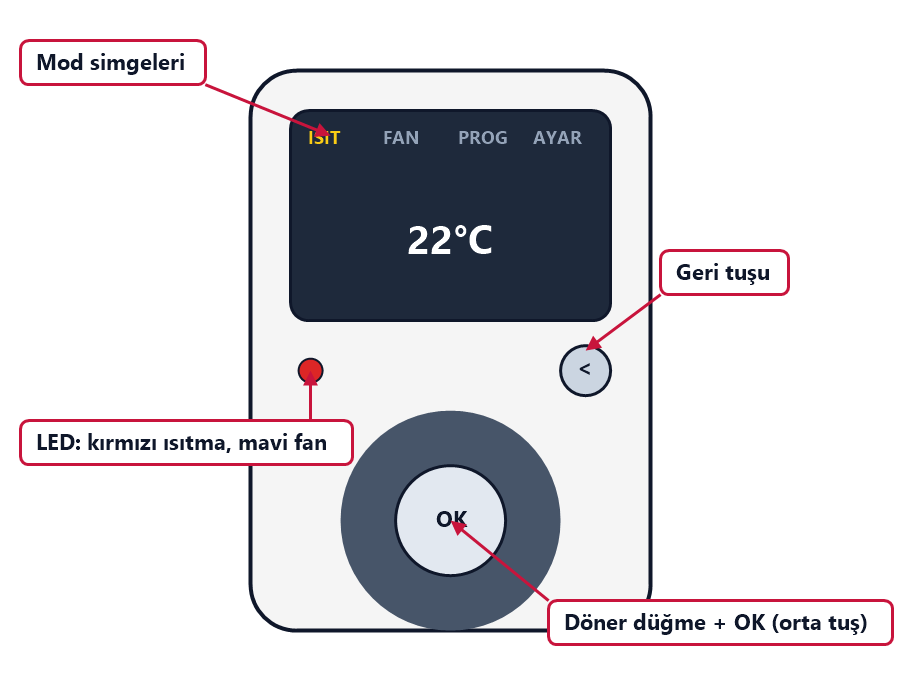 Mod simgeleri
ISIT FAN PROG AYAR
22°C
Geri tuşu
<
LED: kırmızı ısıtma, mavi fan
OK
Döner düğme + OK (orta tuş)